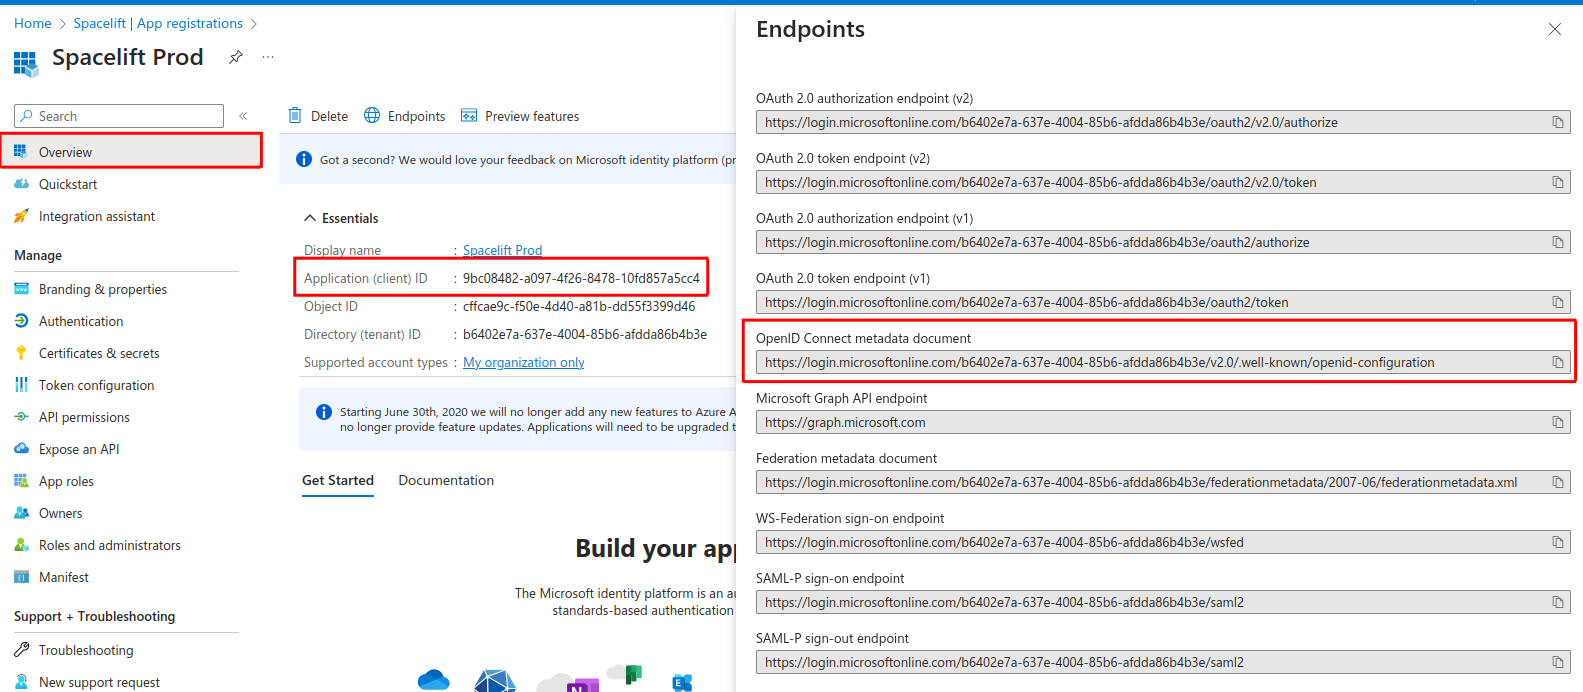 Home > Spacelift | App registrations >
Spacelift Prod
Search
Overview
Quickstart
Integration assistant
Manage
Branding & properties
Authentication
Certificates & secrets
Token configuration
API permissions
Expose an API
App roles
Owners
Roles and administrators
Manifest
Support + Troubleshooting
Troubleshooting
New support request
Delete
Endpoints
Preview features
Got a second? We would love your feedback on Microsoft identity platform (pr
Essentials
Display name : Spacelift Prod
Application (client) ID : 9bc08482-a097-4f26-8478-10fd857a5cc4
Object ID : cffcae9c-f50e-4d40-a81b-dd55f3399d46
Directory (tenant) ID : b6402e7a-637e-4004-85b6-afdda86b4b3e
Supported account types : My organization only
Starting June 30th, 2020 we will no longer add any new features to Azure A
no longer provide feature updates. Applications will need to be upgraded t
Get Started
Documentation
Build your app
The Microsoft identity platform is an au
standards-based authentication
Endpoints
OAuth 2.0 authorization endpoint (v2)
https://login.microsoftonline.com/b6402e7a-637e-4004-85b6-afdda86b4b3e/oauth2/v2.0/authorize
OAuth 2.0 token endpoint (v2)
https://login.microsoftonline.com/b6402e7a-637e-4004-85b6-afdda86b4b3e/oauth2/v2.0/token
OAuth 2.0 authorization endpoint (v1)
https://login.microsoftonline.com/b6402e7a-637e-4004-85b6-afdda86b4b3e/oauth2/authorize
OAuth 2.0 token endpoint (v1)
https://login.microsoftonline.com/b6402e7a-637e-4004-85b6-afdda86b4b3e/oauth2/token
OpenID Connect metadata document
https://login.microsoftonline.com/b6402e7a-637e-4004-85b6-afdda86b4b3e/v2.0/.well-known/openid-configuration
Microsoft Graph API endpoint
https://graph.microsoft.com
Federation metadata document
https://login.microsoftonline.com/b6402e7a-637e-4004-85b6-afdda86b4b3e/federationmetadata/2007-06/federationmetadata.xml
WS-Federation sign-on endpoint
https://login.microsoftonline.com/b6402e7a-637e-4004-85b6-afdda86b4b3e/wsfed
SAML-P sign-on endpoint
https://login.microsoftonline.com/b6402e7a-637e-4004-85b6-afdda86b4b3e/saml2
SAML-P sign-out endpoint
https://login.microsoftonline.com/b6402e7a-637e-4004-85b6-afdda86b4b3e/saml2